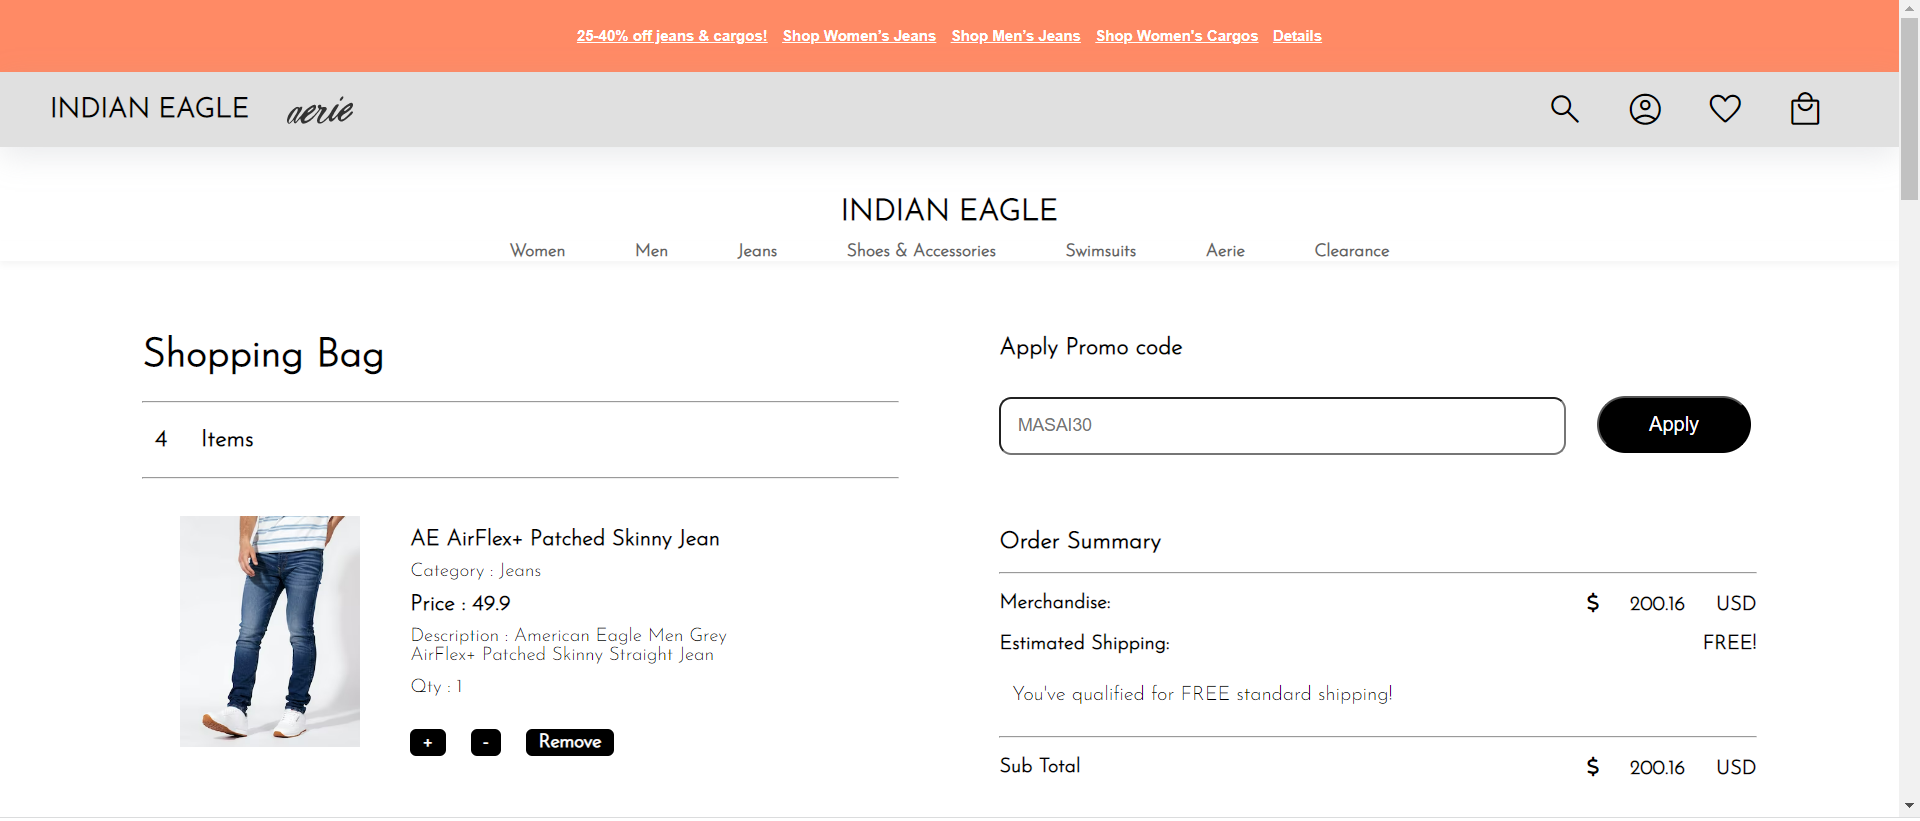 25-40% off jeans & cargos! Shop Women's Jeans Shop Men's Jeans Shop Women's Cargos Details
INDIAN EAGLE aerie
INDIAN EAGLE
Women Men Jeans Shoes & Accessories Swimsuits Aerie Clearance
Shopping Bag
4 Items
AE AirFlex+ Patched Skinny Jean
Category : Jeans
Price : 49.9
Description : American Eagle Men Grey
AirFlex+ Patched Skinny Straight Jean
Qty : 1
+ - Remove
Apply Promo code
MASAI30 Apply
Order Summary
Merchandise: $ 200.16 USD
Estimated Shipping: FREE!
You've qualified for FREE standard shipping!
Sub Total $ 200.16 USD